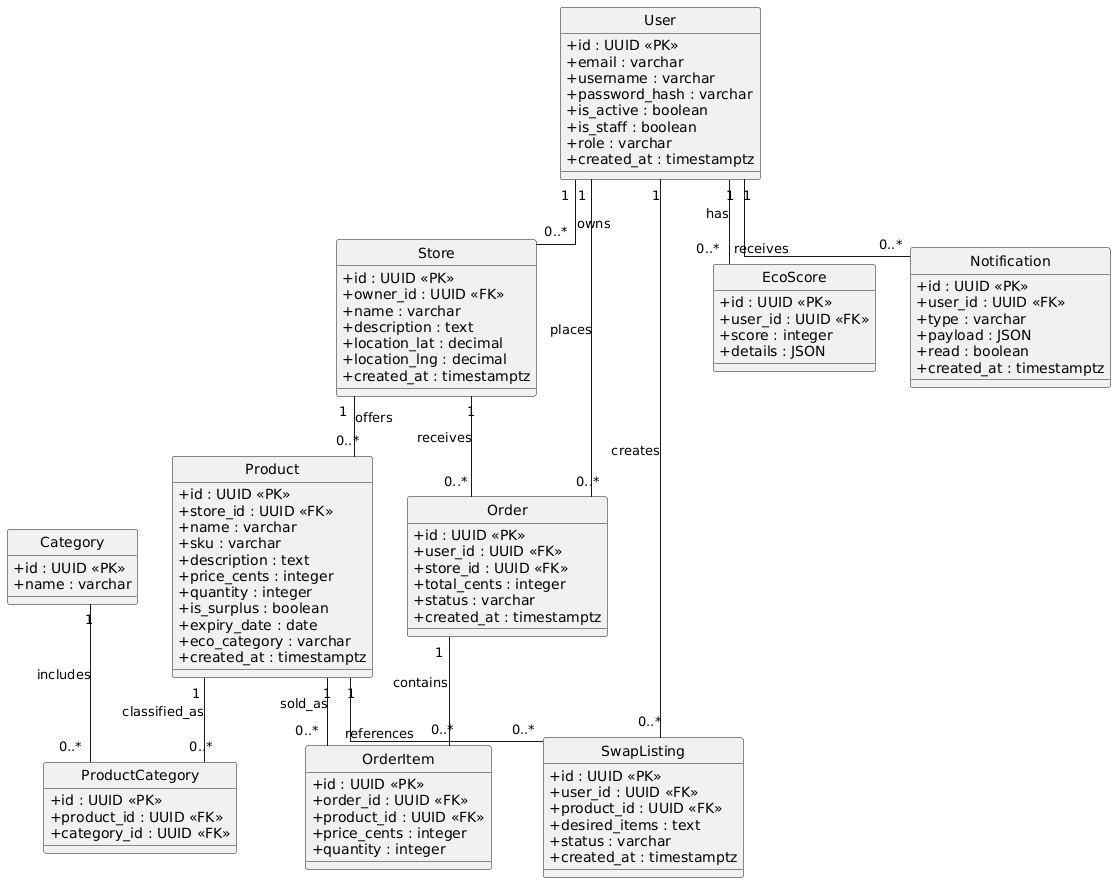 User
+id : UUID «PK»
+email : varchar
+username : varchar
+password_hash : varchar
+is_active : boolean
+is_staff : boolean
+role : varchar
+created_at : timestamptz
1
1
1
1
1
owns
0..*
has
0..*
receives
0..*
Store
+id : UUID «PK»
+owner_id : UUID «FK»
+name : varchar
+description : text
+location_lat : decimal
+location_lng : decimal
+created_at : timestamptz
EcoScore
+id : UUID «PK»
+user_id : UUID «FK»
+score : integer
+details : JSON
Notification
+id : UUID «PK»
+user_id : UUID «FK»
+type : varchar
+payload : JSON
+read : boolean
+created_at : timestamptz
places
1
offers
0..*
1
receives
0..*
0..*
creates
Product
+id : UUID «PK»
+store_id : UUID «FK»
+name : varchar
+sku : varchar
+description : text
+price_cents : integer
+quantity : integer
+is_surplus : boolean
+expiry_date : date
+eco_category : varchar
+created_at : timestamptz
Order
+id : UUID «PK»
+user_id : UUID «FK»
+store_id : UUID «FK»
+total_cents : integer
+status : varchar
+created_at : timestamptz
Category
+id : UUID «PK»
+name : varchar
1
includes
0..*
1
classified_as
0..*
1
sold_as
0..*
1
references
0..*
1
contains
0..*
0..*
ProductCategory
+id : UUID «PK»
+product_id : UUID «FK»
+category_id : UUID «FK»
OrderItem
+id : UUID «PK»
+order_id : UUID «FK»
+product_id : UUID «FK»
+price_cents : integer
+quantity : integer
SwapListing
+id : UUID «PK»
+user_id : UUID «FK»
+product_id : UUID «FK»
+desired_items : text
+status : varchar
+created_at : timestamptz